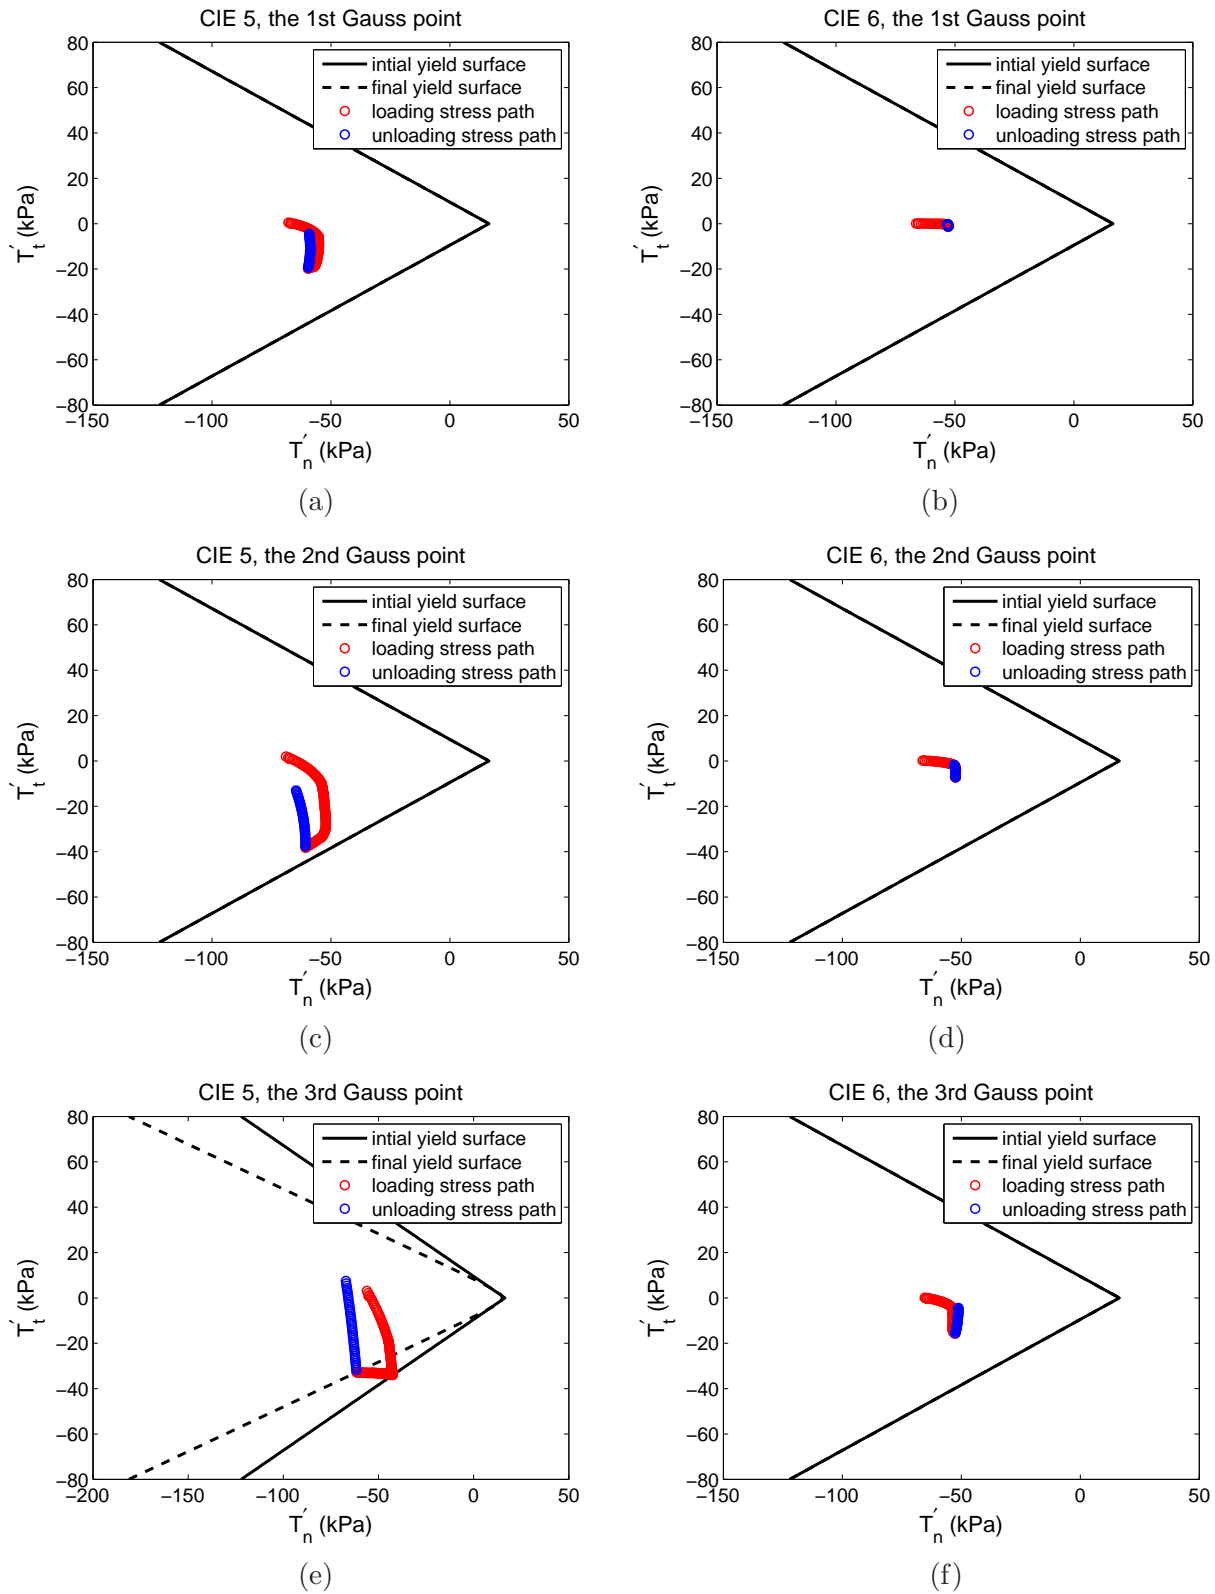 CIE 5, the 1st Gauss point
80
60
40
20
0
−20
−40
−60
−80
−150
−100
−50
0
50
T′t (kPa)
T′n (kPa)
intial yield surface
final yield surface
loading stress path
unloading stress path
(a)
CIE 6, the 1st Gauss point
80
60
40
20
0
−20
−40
−60
−80
−150
−100
−50
0
50
T′t (kPa)
T′n (kPa)
intial yield surface
final yield surface
loading stress path
unloading stress path
(b)
CIE 5, the 2nd Gauss point
80
60
40
20
0
−20
−40
−60
−80
−150
−100
−50
0
50
T′t (kPa)
T′n (kPa)
intial yield surface
final yield surface
loading stress path
unloading stress path
(c)
CIE 6, the 2nd Gauss point
80
60
40
20
0
−20
−40
−60
−80
−150
−100
−50
0
50
T′t (kPa)
T′n (kPa)
intial yield surface
final yield surface
loading stress path
unloading stress path
(d)
CIE 5, the 3rd Gauss point
80
60
40
20
0
−20
−40
−60
−80
−200
−150
−100
−50
0
50
T′t (kPa)
T′n (kPa)
intial yield surface
final yield surface
loading stress path
unloading stress path
(e)
CIE 6, the 3rd Gauss point
80
60
40
20
0
−20
−40
−60
−80
−150
−100
−50
0
50
T′t (kPa)
T′n (kPa)
intial yield surface
final yield surface
loading stress path
unloading stress path
(f)